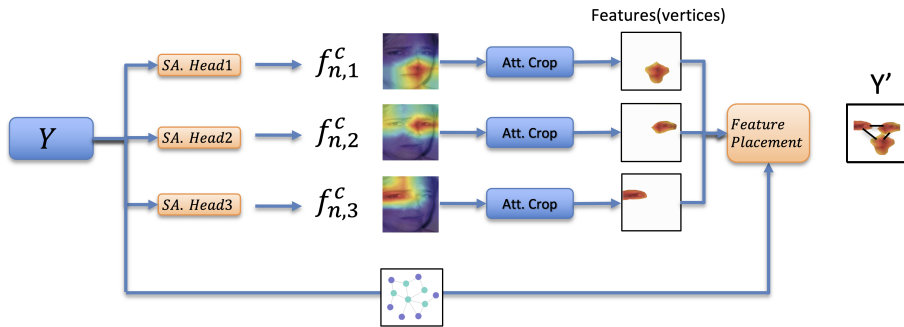 Features(vertices)
Y
SA. Head1
f^c_{n,1}
Att. Crop
SA. Head2
f^c_{n,2}
Att. Crop
SA. Head3
f^c_{n,3}
Att. Crop
Feature
Placement
Y’